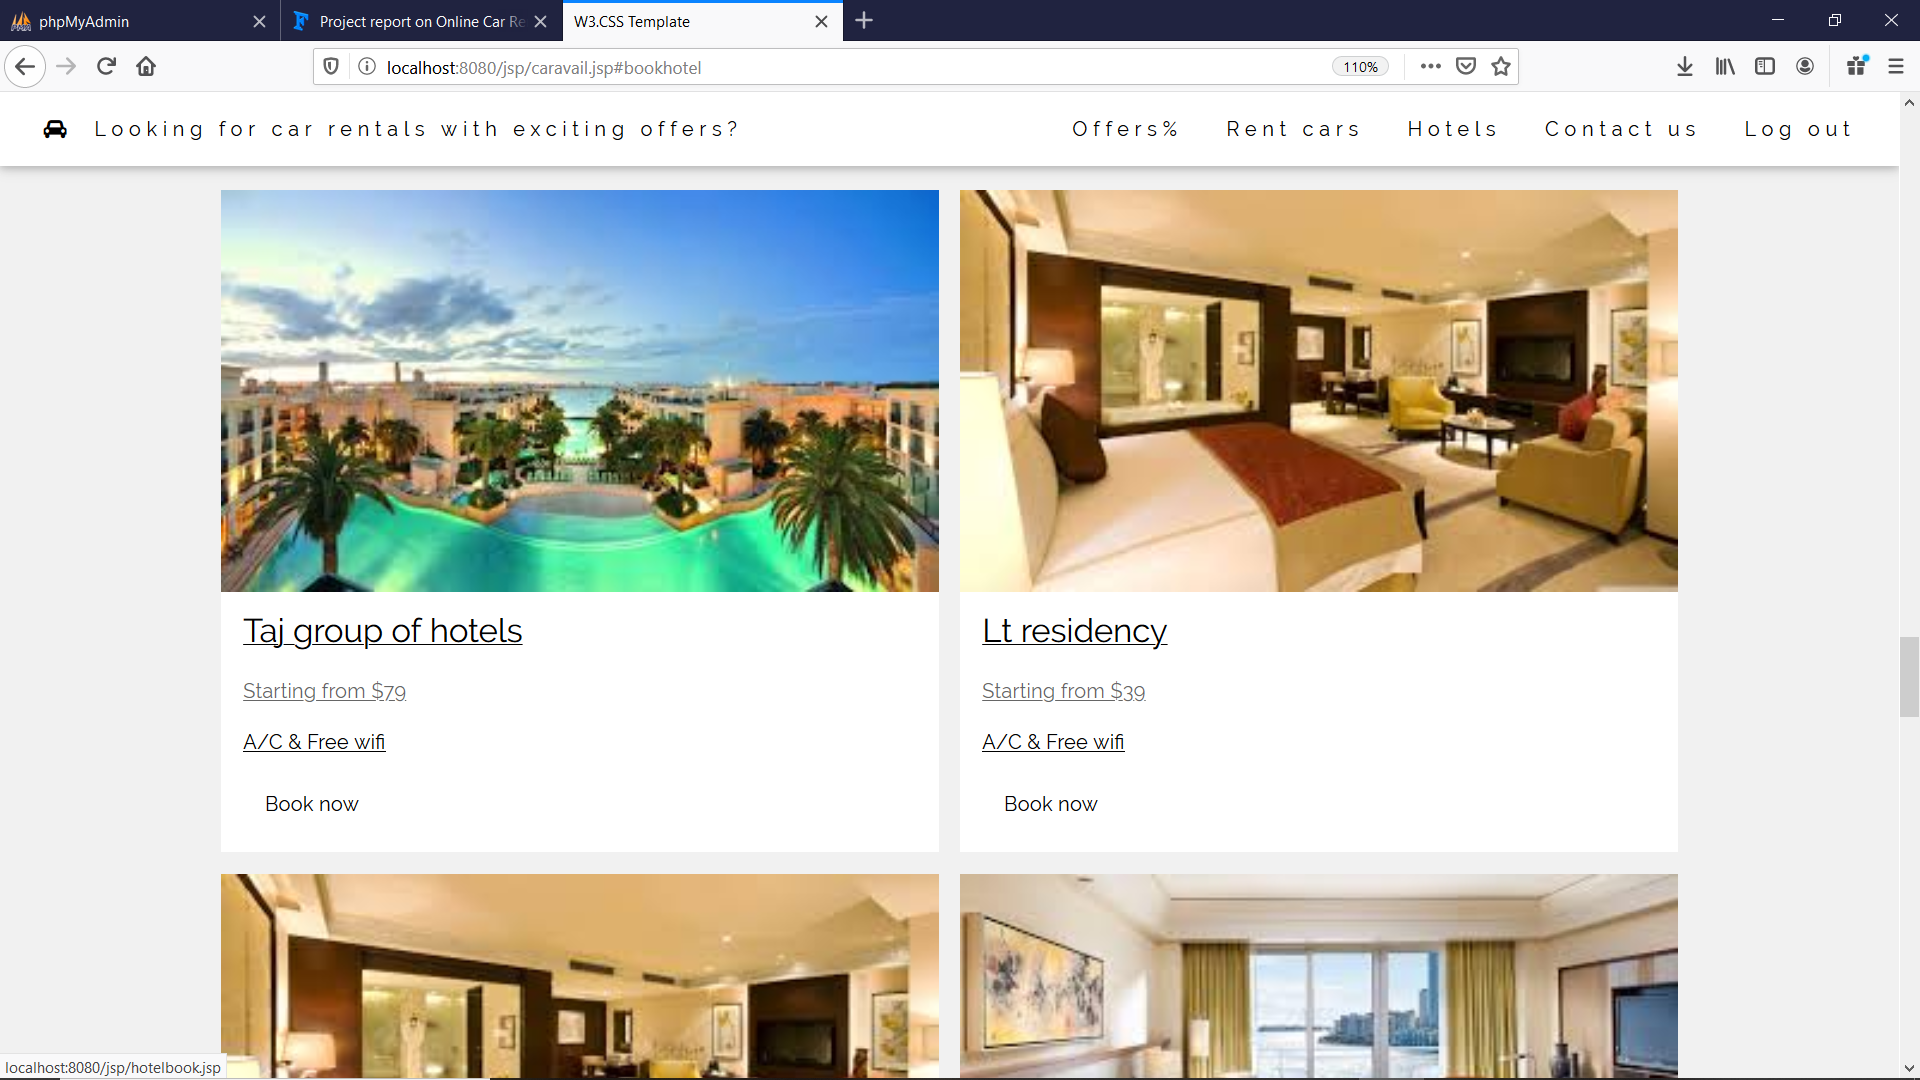 phpMyAdmin
Project report on Online Car Re
W3.CSS Template
localhost:8080/jsp/caravail.jsp#bookhotel
110%
Looking for car rentals with exciting offers?
Offers%
Rent cars
Hotels
Contact us
Log out
Taj group of hotels
Starting from $79
A/C & Free wifi
Book now
Lt residency
Starting from $39
A/C & Free wifi
Book now
localhost:8080/jsp/hotelbook.jsp